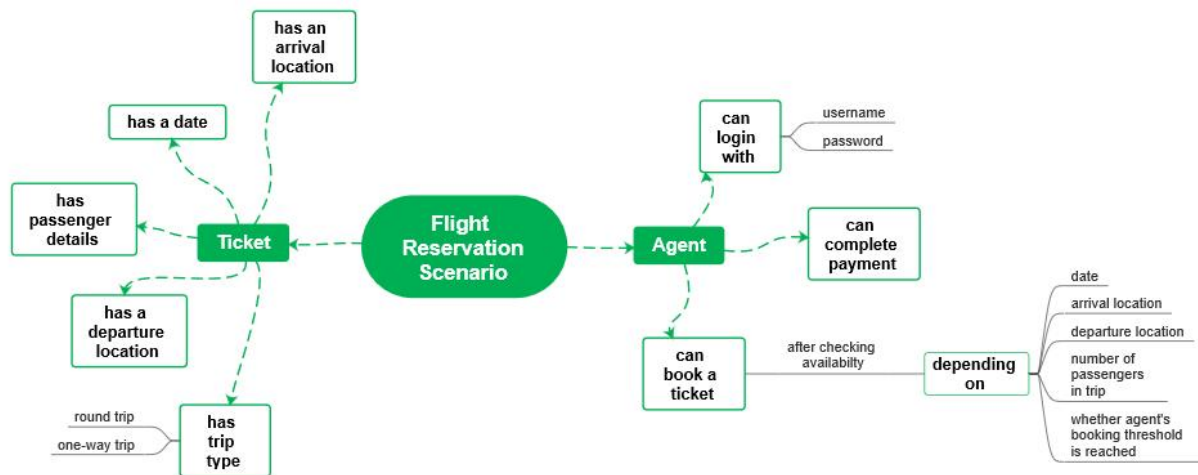 has an
arrival
location
has a date
has
passenger
details
Ticket
has a
departure
location
round trip
one-way trip
has
trip
type
Flight
Reservation
Scenario
Agent
can
login
with
username
password
can
complete
payment
can
book a
ticket
after checking
availabilty
depending
on
date
arrival location
departure location
number of
passengers
in trip
whether agent's
booking threshold
is reached